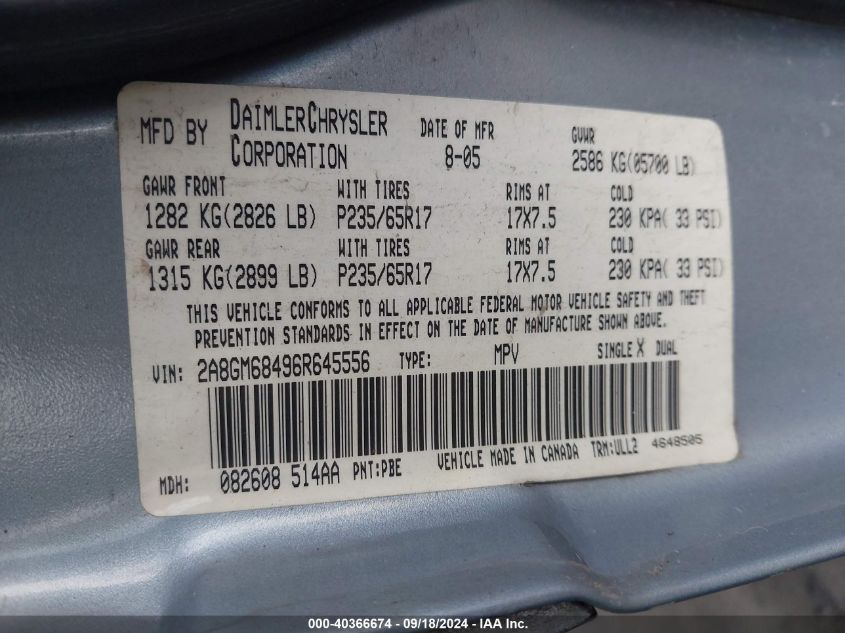 MFD BY DAIMLERCHRYSLER CORPORATION DATE OF MFR 8-05 GVWR 2586 KG(05700 LB)
GAWR FRONT WITH TIRES RIMS AT COLD
1282 KG(2826 LB) P235/65R17 17X7.5 230 KPA( 33 PSI)
GAWR REAR WITH TIRES RIMS AT COLD
1315 KG(2899 LB) P235/65R17 17X7.5 230 KPA( 33 PSI)
THIS VEHICLE CONFORMS TO ALL APPLICABLE FEDERAL MOTOR VEHICLE SAFETY AND THEFT
PREVENTION STANDARDS IN EFFECT ON THE DATE OF MANUFACTURE SHOWN ABOVE.
VIN: 2A8GM68496R645556 TYPE: MPV SINGLE X DUAL
MDH: 082608 514AA PNT:PBE VEHICLE MADE IN CANADA TRM:ULL2 4648505
000-40366674 - 09/18/2024 - IAA Inc.